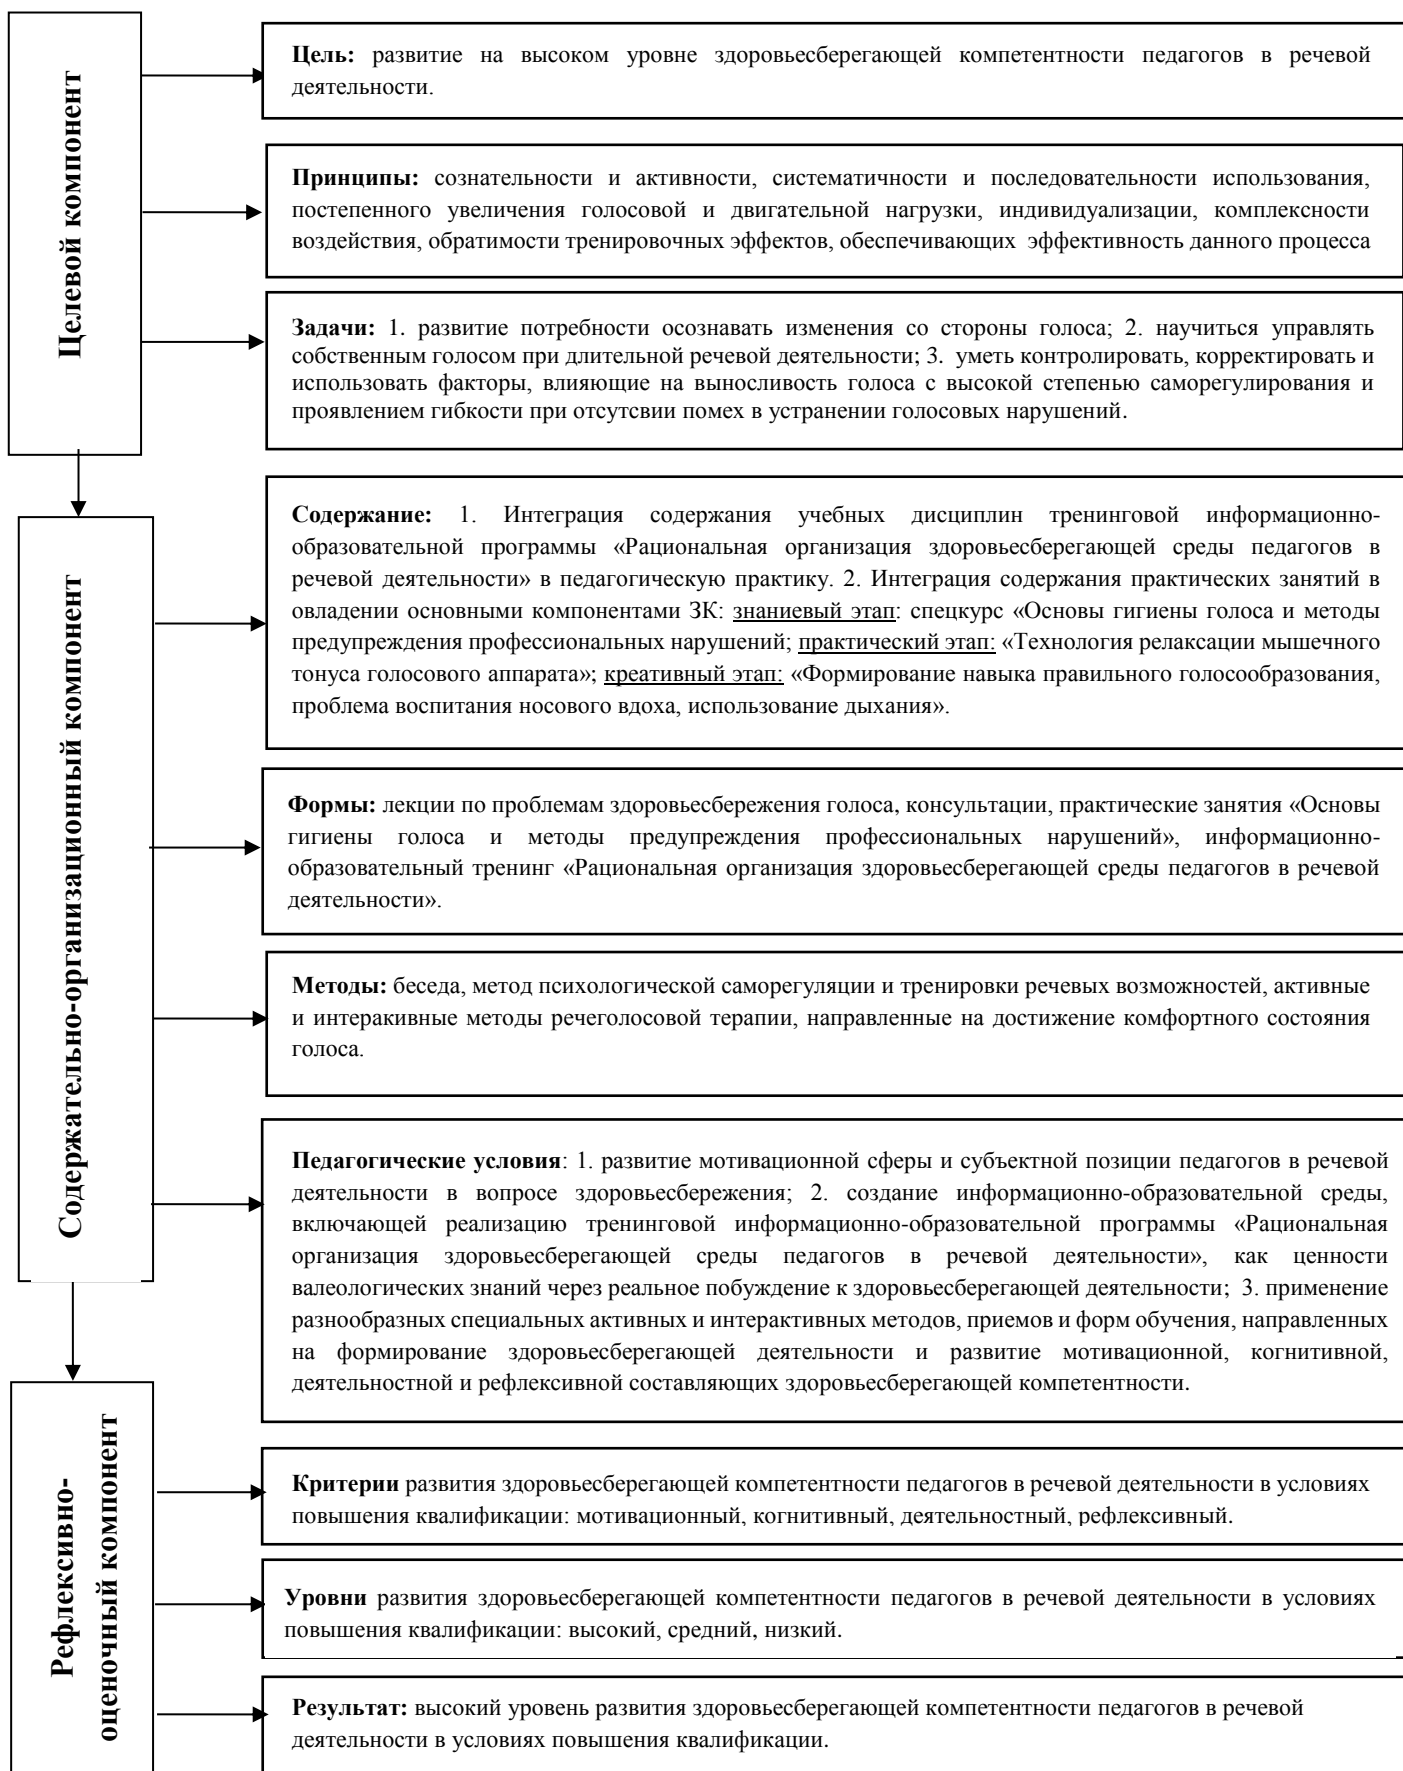 Целевой компонент
Цель: развитие на высоком уровне здоровьесберегающей компетентности педагогов в речевой
деятельности.
Принципы: сознательности и активности, систематичности и последовательности использования,
постепенного увеличения голосовой и двигательной нагрузки, индивидуализации, комплексности
воздействия, обратимости тренировочных эффектов, обеспечивающих эффективность данного процесса
Задачи: 1. развитие потребности осознавать изменения со стороны голоса; 2. научиться управлять
собственным голосом при длительной речевой деятельности; 3. уметь контролировать, корректировать и
использовать факторы, влияющие на выносливость голоса с высокой степенью саморегулирования и
проявлением гибкости при отсутсвии помех в устранении голосовых нарушений.
Содержательно-организационный компонент
Содержание: 1. Интеграция содержания учебных дисциплин тренинговой информационно-
образовательной программы «Рациональная организация здоровьесберегающей среды педагогов в
речевой деятельности» в педагогическую практику. 2. Интеграция содержания практических занятий в
овладении основными компонентами ЗК: знаниевый этап: спецкурс «Основы гигиены голоса и методы
предупреждения профессиональных нарушений; практический этап: «Технология релаксации мышечного
тонуса голосового аппарата»; креативный этап: «Формирование навыка правильного голосообразования,
проблема воспитания носового вдоха, использование дыхания».
Формы: лекции по проблемам здоровьесбережения голоса, консультации, практические занятия «Основы
гигиены голоса и методы предупреждения профессиональных нарушений», информационно-
образовательный тренинг «Рациональная организация здоровьесберегающей среды педагогов в речевой
деятельности».
Методы: беседа, метод психологической саморегуляции и тренировки речевых возможностей, активные
и интеракивные методы речеголосовой терапии, направленные на достижение комфортного состояния
голоса.
Педагогические условия: 1. развитие мотивационной сферы и субъектной позиции педагогов в речевой
деятельности в вопросе здоровьесбережения; 2. создание информационно-образовательной среды,
включающей реализацию тренинговой информационно-образовательной программы «Рациональная
организация здоровьесберегающей среды педагогов в речевой деятельности», как ценности
валеологических знаний через реальное побуждение к здоровьесберегающей деятельности; 3. применение
разнообразных специальных активных и интерактивных методов, приемов и форм обучения, направленных
на формирование здоровьесберегающей деятельности и развитие мотивационной, когнитивной,
деятельностной и рефлексивной составляющих здоровьесберегающей компетентности.
Рефлексивно-
оценочный компонент
Критерии развития здоровьесберегающей компетентности педагогов в речевой деятельности в условиях
повышения квалификации: мотивационный, когнитивный, деятельностный, рефлексивный.
Уровни развития здоровьесберегающей компетентности педагогов в речевой деятельности в условиях
повышения квалификации: высокий, средний, низкий.
Результат: высокий уровень развития здоровьесберегающей компетентности педагогов в речевой
деятельности в условиях повышения квалификации.